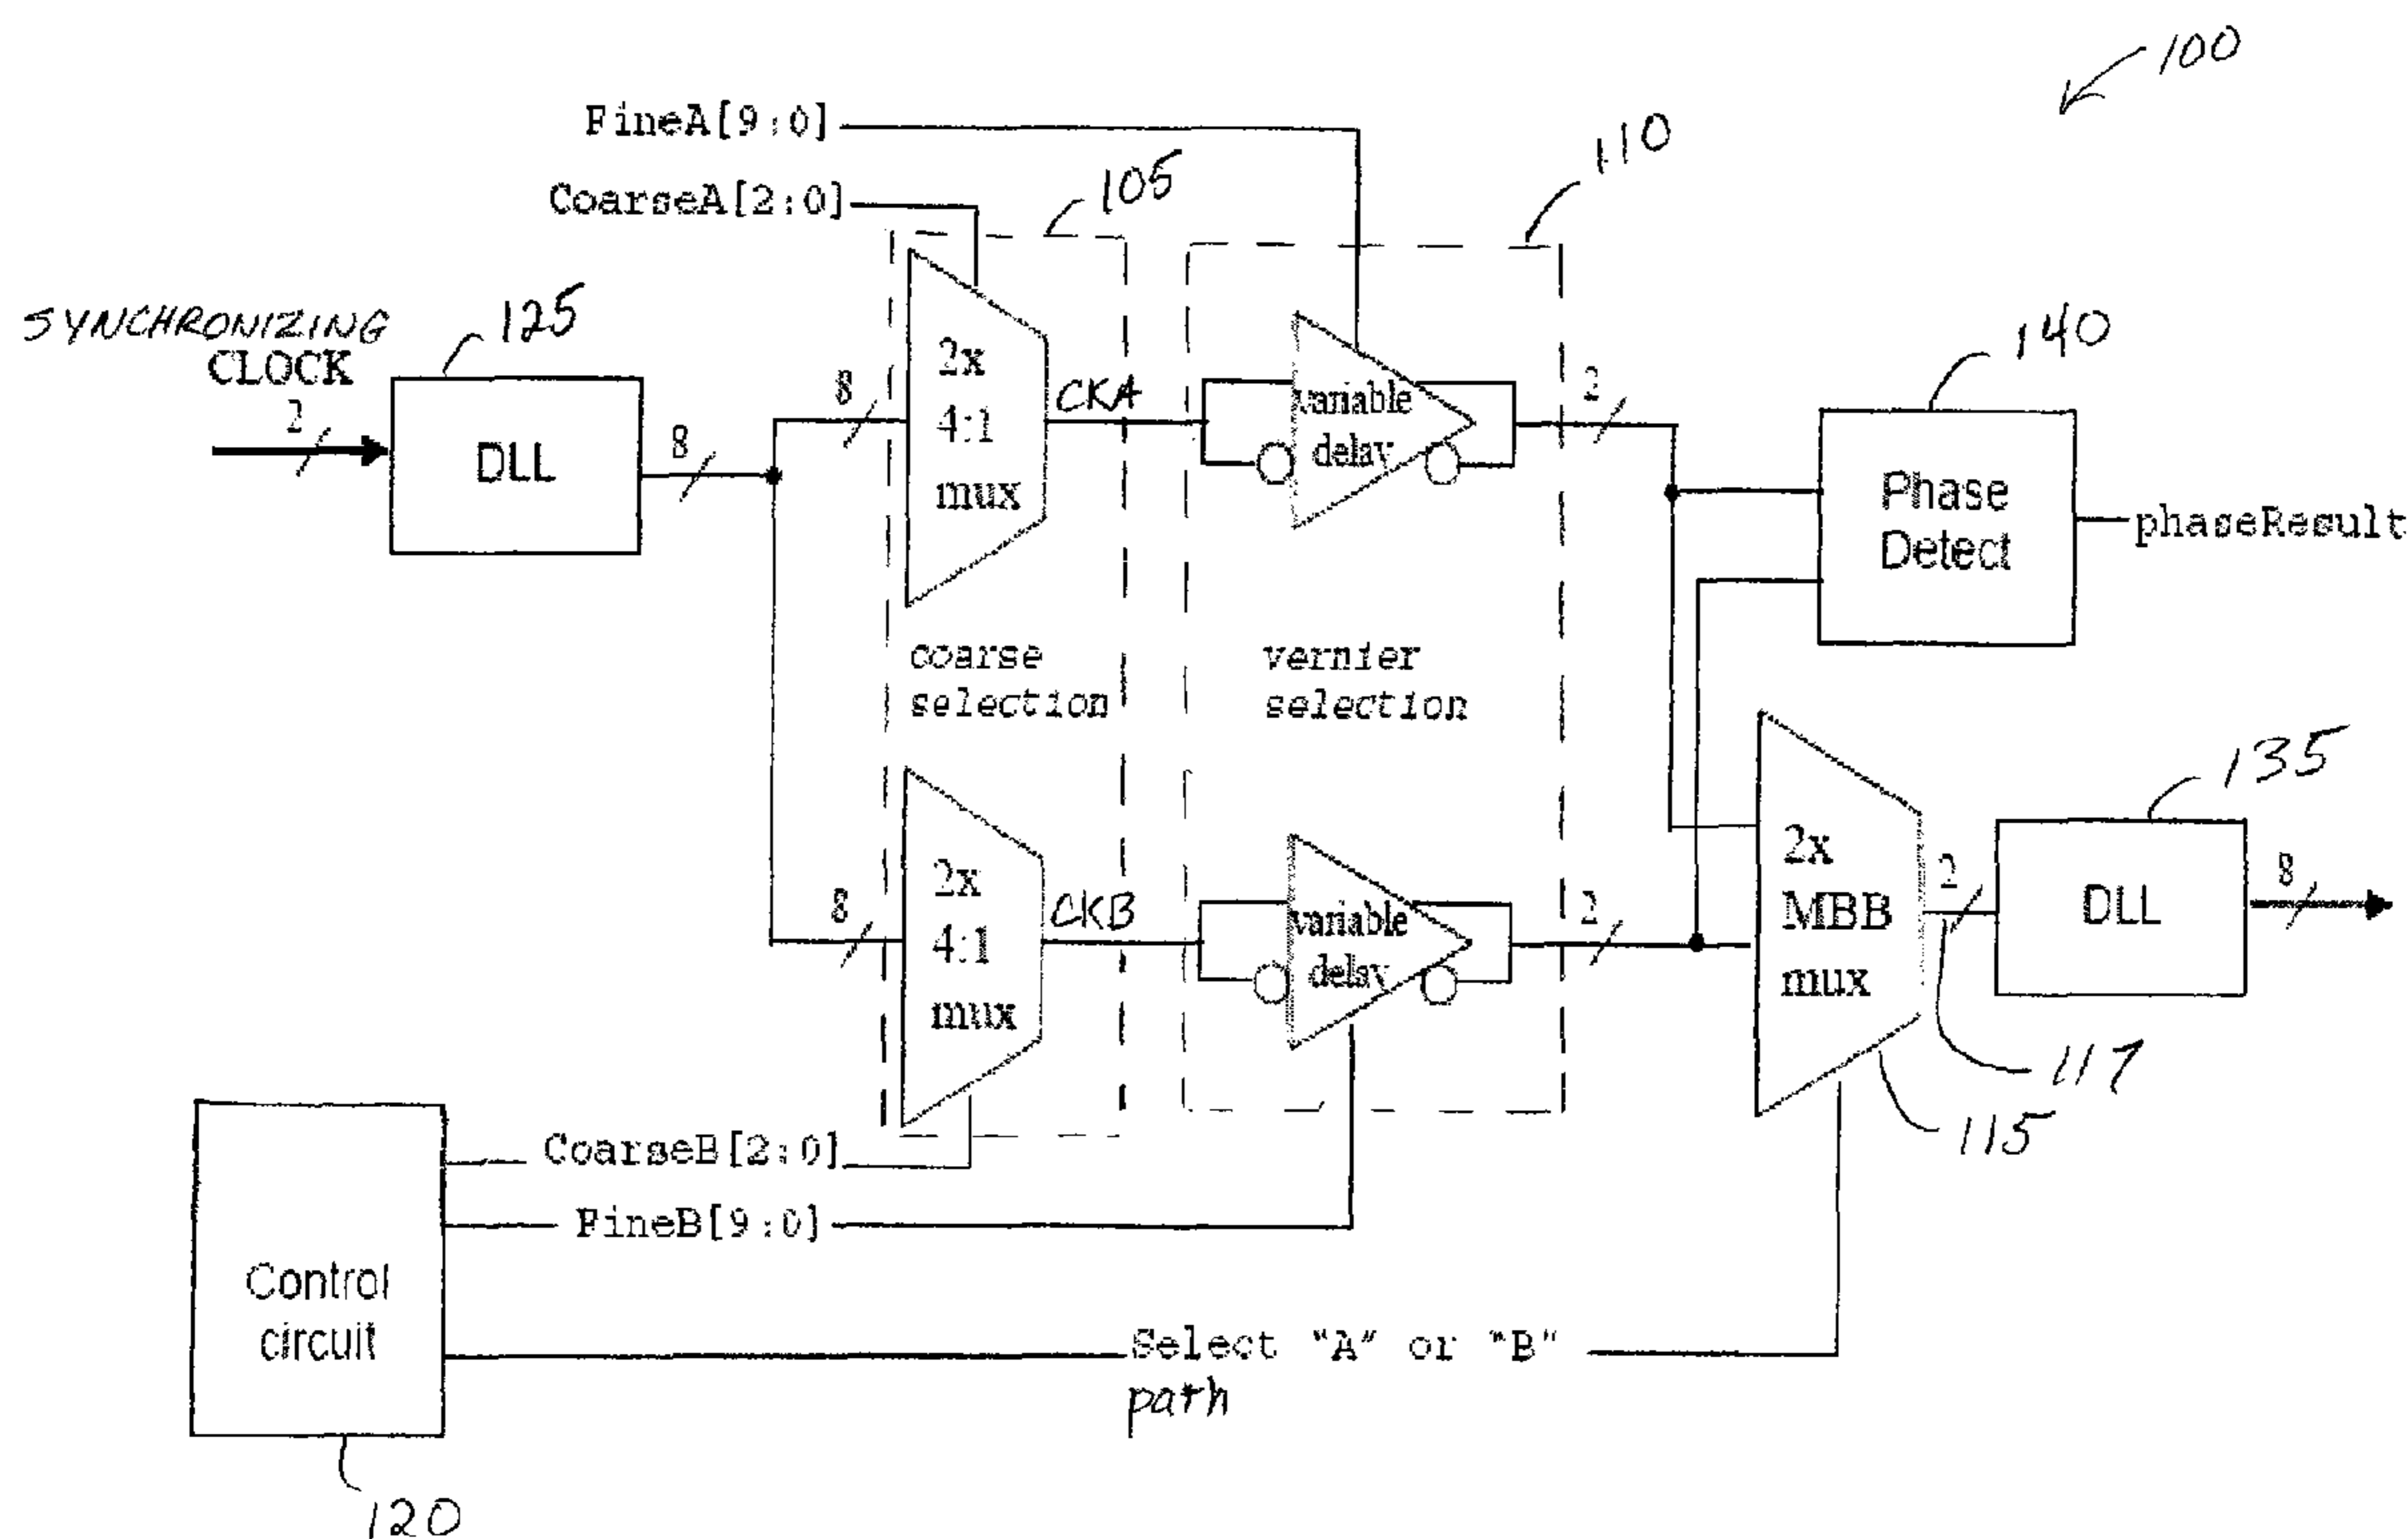 100
FineA[9:0]
CoarseA[2:0]
105
110
SYNCHRONIZING
CLOCK
2
125
DLL
8
8
2x
4:1
mux
CKA
variable
delay
2
140
Phase
Detect
phaseResult
coarse
selection
vernier
selection
8
2x
4:1
mux
CKB
variable
delay
2
2x
MBB
mux
2
135
DLL
8
117
115
Control
circuit
CoarseB[2:0]
FineB[9:0]
Select "A" or "B"
path
120